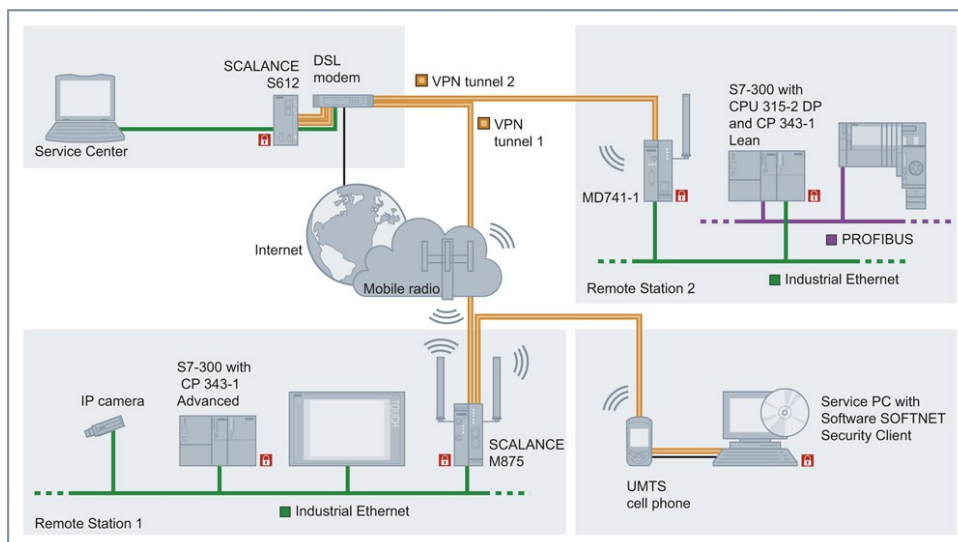 SCALANCE
S612
DSL
modem
VPN tunnel 2
VPN
tunnel 1
Service Center
Internet
Mobile radio
S7-300 with
CPU 315-2 DP
and CP 343-1
Lean
MD741-1
PROFIBUS
Industrial Ethernet
Remote Station 2
S7-300 with
CP 343-1
Advanced
IP camera
SCALANCE
M875
Industrial Ethernet
Remote Station 1
Service PC with
Software SOFTNET
Security Client
UMTS
cell phone